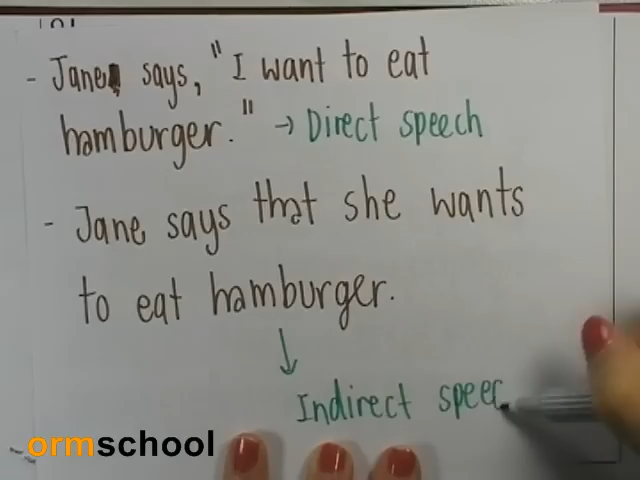 - Jane says, "I want to eat
hamburger." → Direct speech
- Jane says that she wants
to eat hamburger.
↓
Indirect speec
ormschool